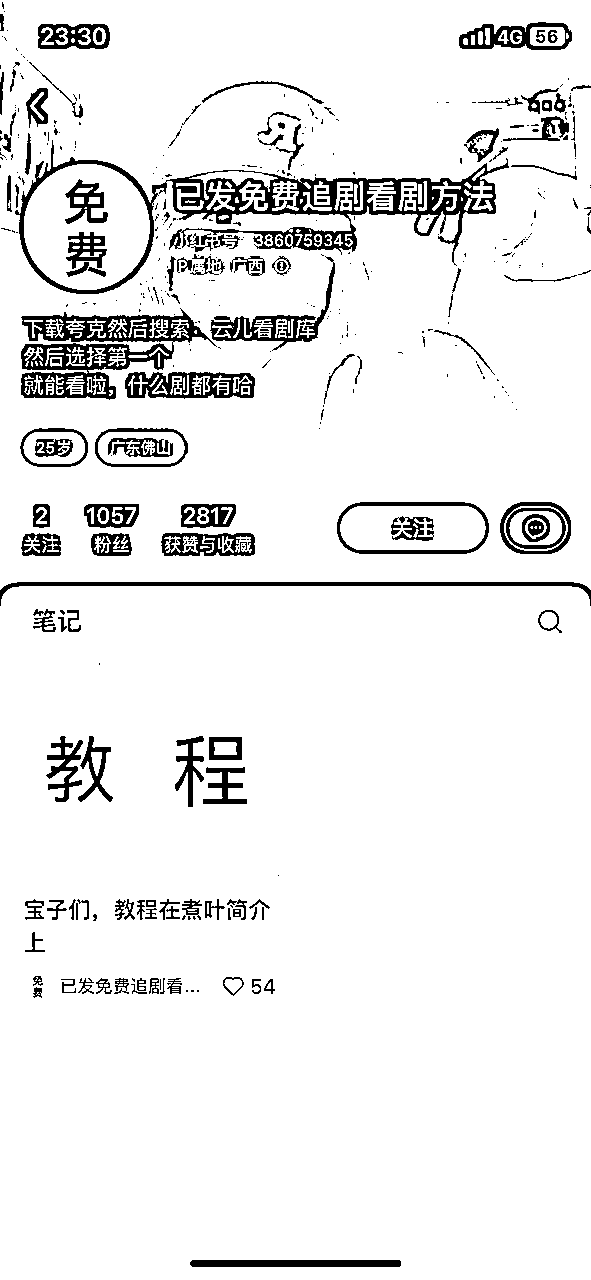 23:30
4G 56
免费
已发免费追剧看剧方法
小红书号 3860759345
IP属地 广西
下载夸克然后搜索：云儿看剧库
然后选择第一个
就能看啦，什么剧都有哈
25岁 广东佛山
2 1057 2817
关注 粉丝 获赞与收藏
关注
笔记
教 程
宝子们，教程在煮叶简介
上
免费 已发免费追剧看... 54